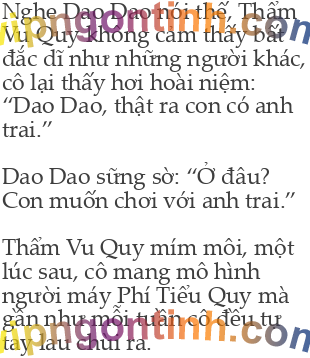 Nghe Dao Dao nói thế, Thẩm
Vu Quy không cảm thấy bất
đắc dĩ như những người khác,
cô lại thấy hơi hoài niệm:
“Dao Dao, thật ra con có anh
trai.”
Dao Dao sững sờ: “Ở đâu?
Con muốn chơi với anh trai.”
Thẩm Vu Quy mím môi, một
lúc sau, cô mang mô hình
người máy Phí Tiểu Quy mà
gần như mỗi tuần cô đều tự
tay lau chùi ra.